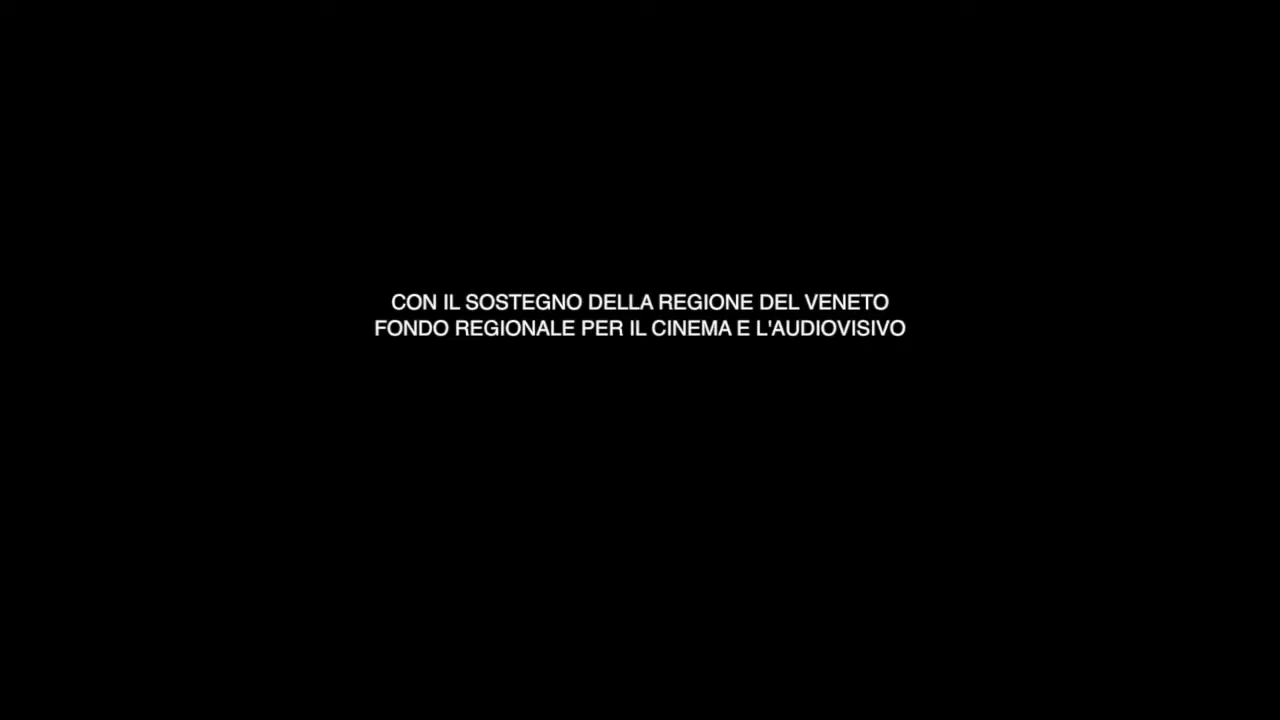 CON IL SOSTEGNO DELLA REGIONE DEL VENETO
FONDO REGIONALE PER IL CINEMA E L'AUDIOVISIVO